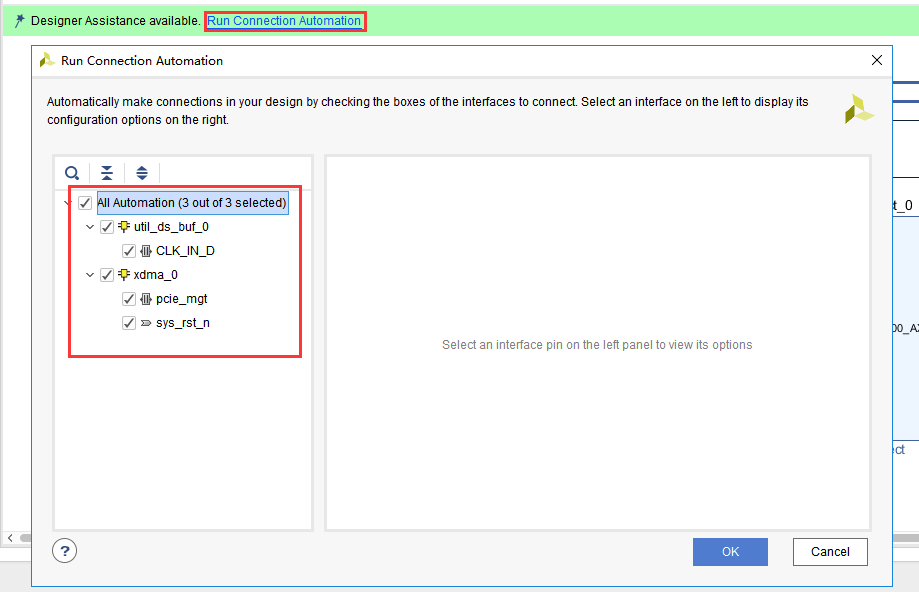 Designer Assistance available. Run Connection Automation
Run Connection Automation
Automatically make connections in your design by checking the boxes of the interfaces to connect. Select an interface on the left to display its
configuration options on the right.
t_0
All Automation (3 out of 3 selected)
util_ds_buf_0
CLK_IN_D
xdma_0
pcie_mgt
sys_rst_n
00_AX
Select an interface pin on the left panel to view its options
ect
?
OK
Cancel